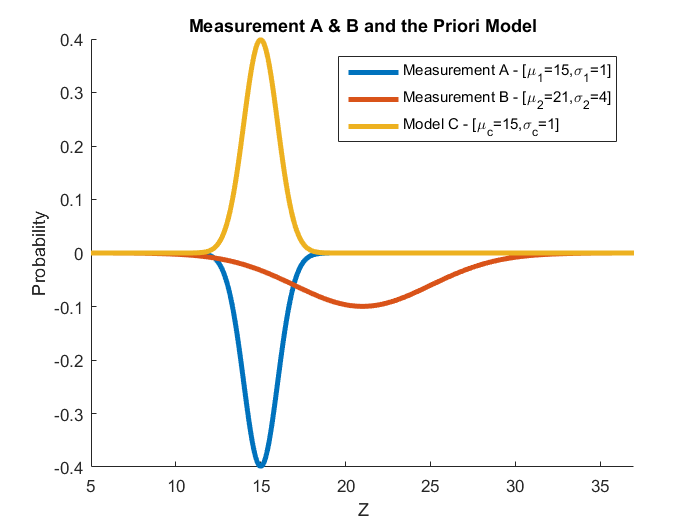 Measurement A & B and the Priori Model
Measurement A - [μ1=15,σ1=1]
Measurement B - [μ2=21,σ2=4]
Model C - [μc=15,σc=1]
0.4
0.3
0.2
0.1
0
-0.1
-0.2
-0.3
-0.4
Probability
5 10 15 20 25 30 35
Z